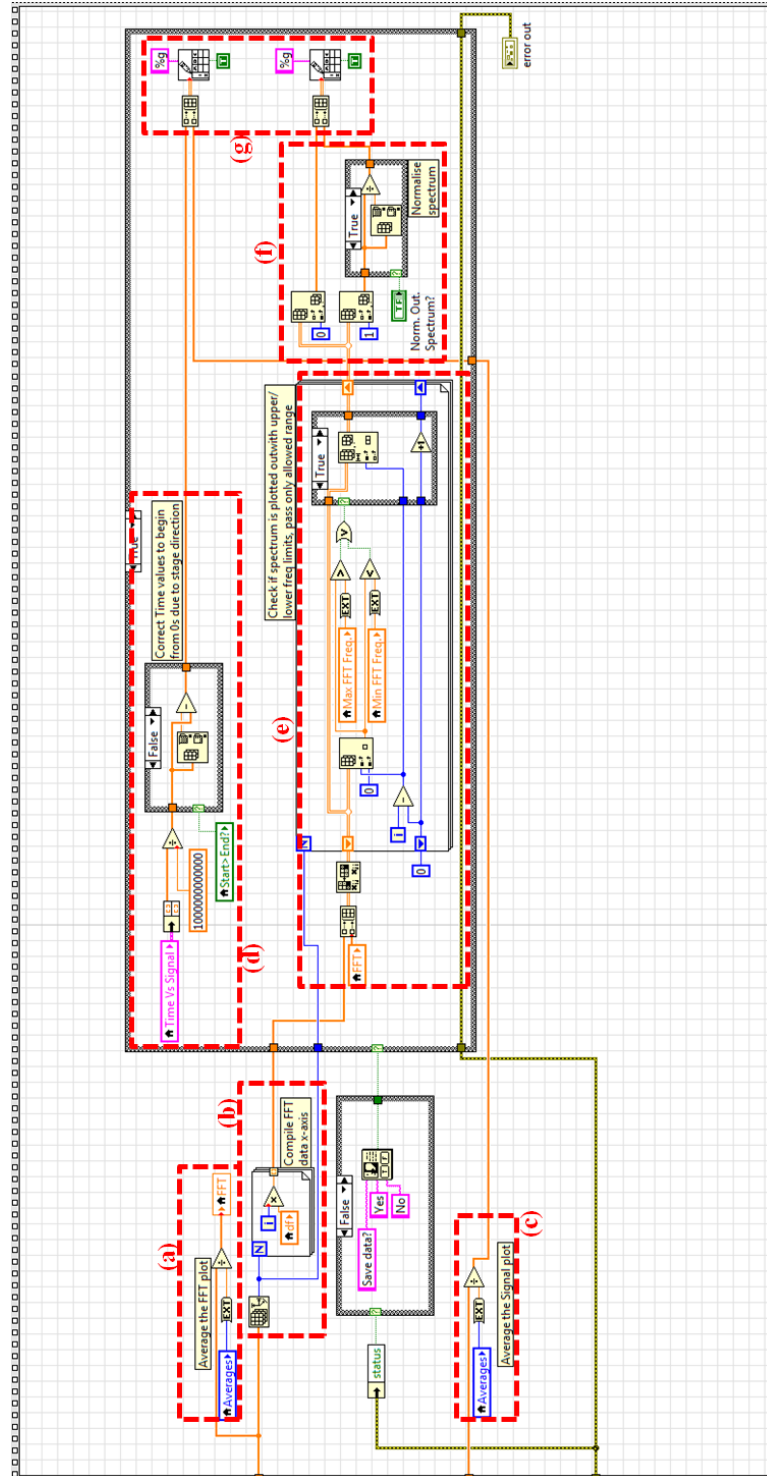 (a)
Average the FFT plot
Averages
EXT
÷
FFT
(b)
Compile FFT
data x-axis
N
i
df
×
False
Save data?
Yes
No
status
(c)
Averages
EXT
÷
Average the Signal plot
(d)
Time Vs Signal
1000000000000
÷
Start>End?
False
-
Correct Time values to begin
from 0s due to stage direction
True
(e)
FFT
N
0
i
-
0
Max FFT Freq.
Min FFT Freq.
EXT
EXT
>
<
V
True
+1
Check if spectrum is plotted outwith upper/
lower freq limits, pass only allowed range
(f)
0
1
Norm. Out.
Spectrum?
TF
True
÷
Normalise
spectrum
(g)
%g
T
%g
T
error out